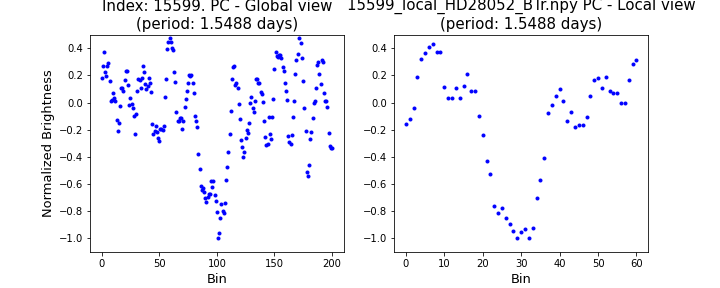 Index: 15599. PC - Global view
(period: 1.5488 days)
15599_local_HD28052_BTr.npy PC - Local view
(period: 1.5488 days)
Normalized Brightness
0.4
0.2
0.0
−0.2
−0.4
−0.6
−0.8
−1.0
0 50 100 150 200
Bin
0.4
0.2
0.0
−0.2
−0.4
−0.6
−0.8
−1.0
0 10 20 30 40 50 60
Bin